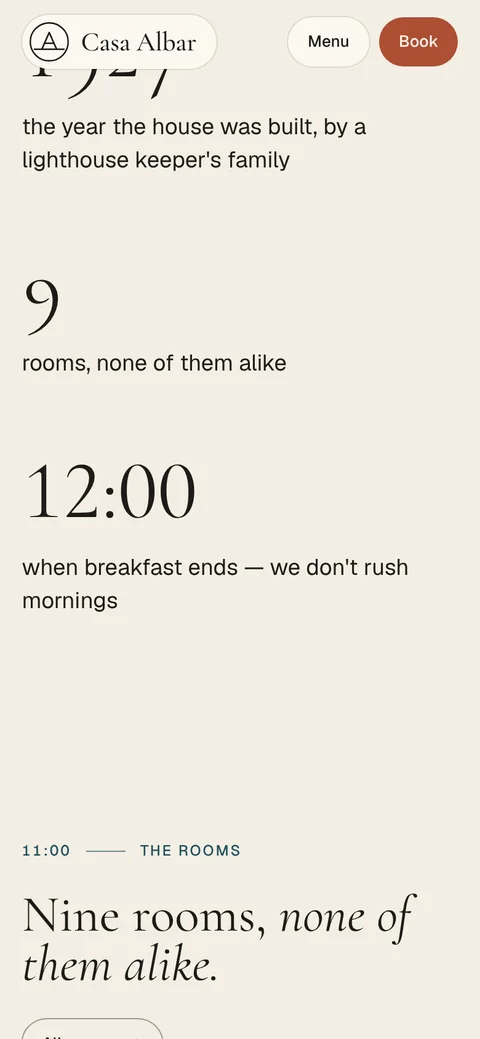 Casa Albar
Menu
Book
1927
the year the house was built, by a
lighthouse keeper's family
9
rooms, none of them alike
12:00
when breakfast ends — we don't rush
mornings
11:00 THE ROOMS
Nine rooms, none of
them alike.